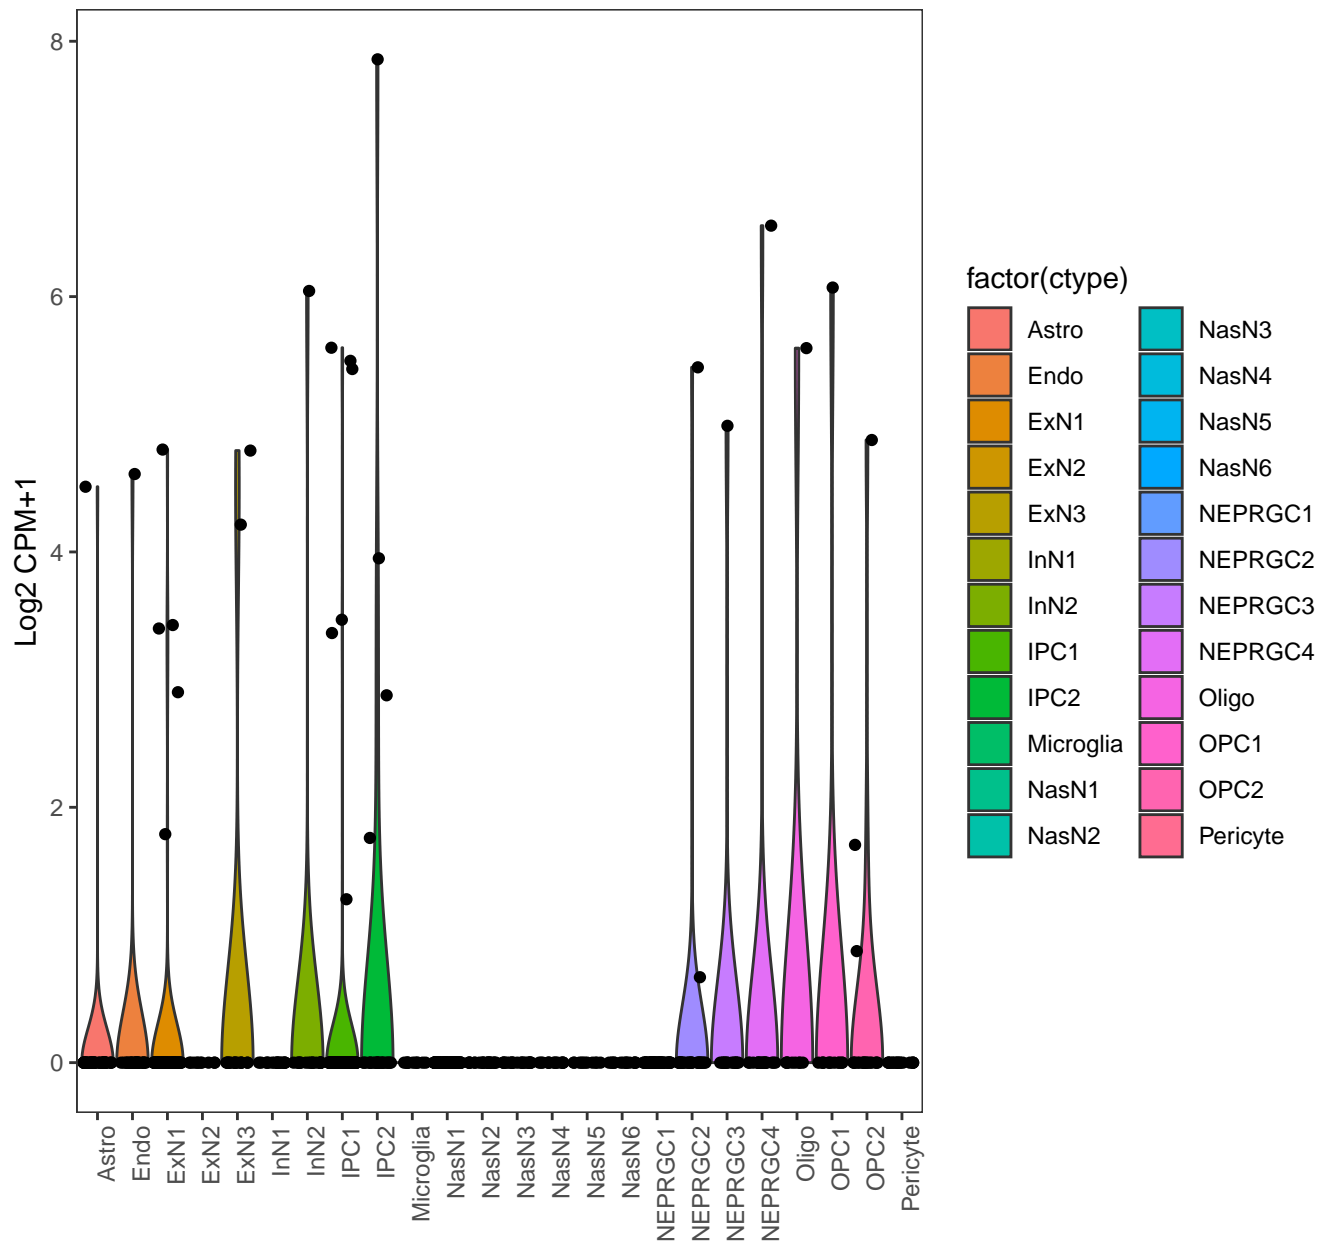 8
6
4
2
0
Log2 CPM+1
Astro
Endo
ExN1
ExN2
ExN3
InN1
InN2
IPC1
IPC2
Microglia
NasN1
NasN2
NasN3
NasN4
NasN5
NasN6
NEPRGC1
NEPRGC2
NEPRGC3
NEPRGC4
Oligo
OPC1
OPC2
Pericyte
factor(ctype)
Astro
Endo
ExN1
ExN2
ExN3
InN1
InN2
IPC1
IPC2
Microglia
NasN1
NasN2
NasN3
NasN4
NasN5
NasN6
NEPRGC1
NEPRGC2
NEPRGC3
NEPRGC4
Oligo
OPC1
OPC2
Pericyte